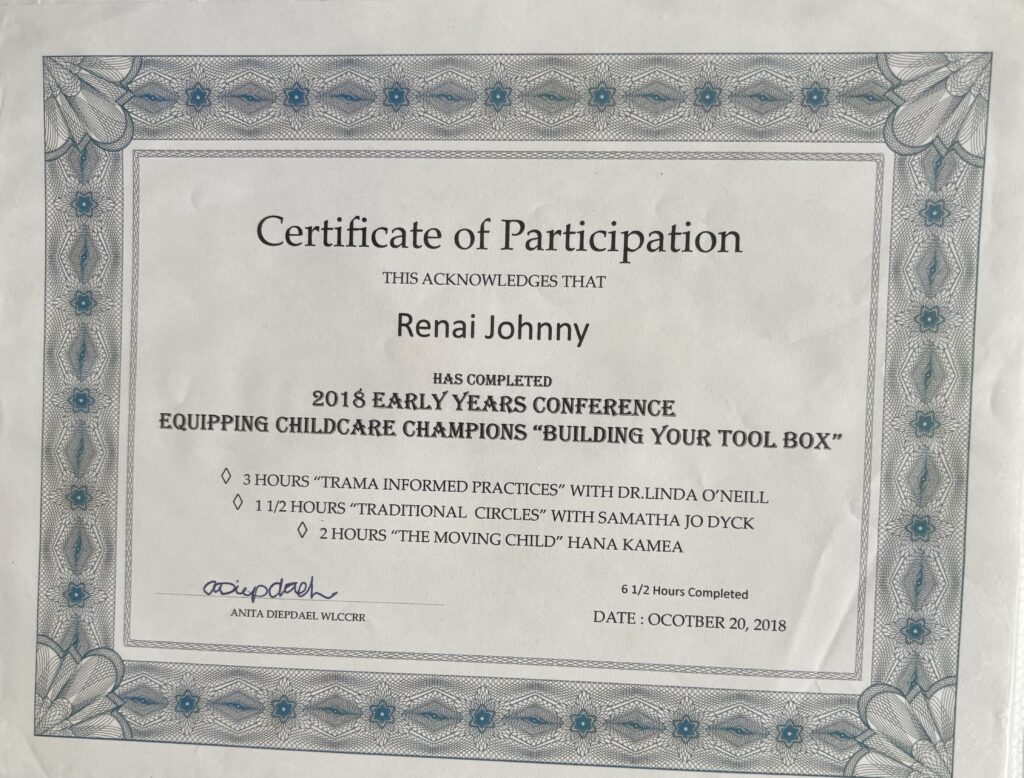 Certificate of Participation
THIS ACKNOWLEDGES THAT
Renai Johnny
HAS COMPLETED
2018 EARLY YEARS CONFERENCE
EQUIPPING CHILDCARE CHAMPIONS “BUILDING YOUR TOOL BOX”
◊ 3 HOURS “TRAMA INFORMED PRACTICES” WITH DR.LINDA O’NEILL
◊ 1 1/2 HOURS “TRADITIONAL CIRCLES” WITH SAMATHA JO DYCK
◊ 2 HOURS “THE MOVING CHILD” HANA KAMEA
adiepdael
ANITA DIEPDAEL WLCCRR
6 1/2 Hours Completed
DATE : OCOTBER 20, 2018